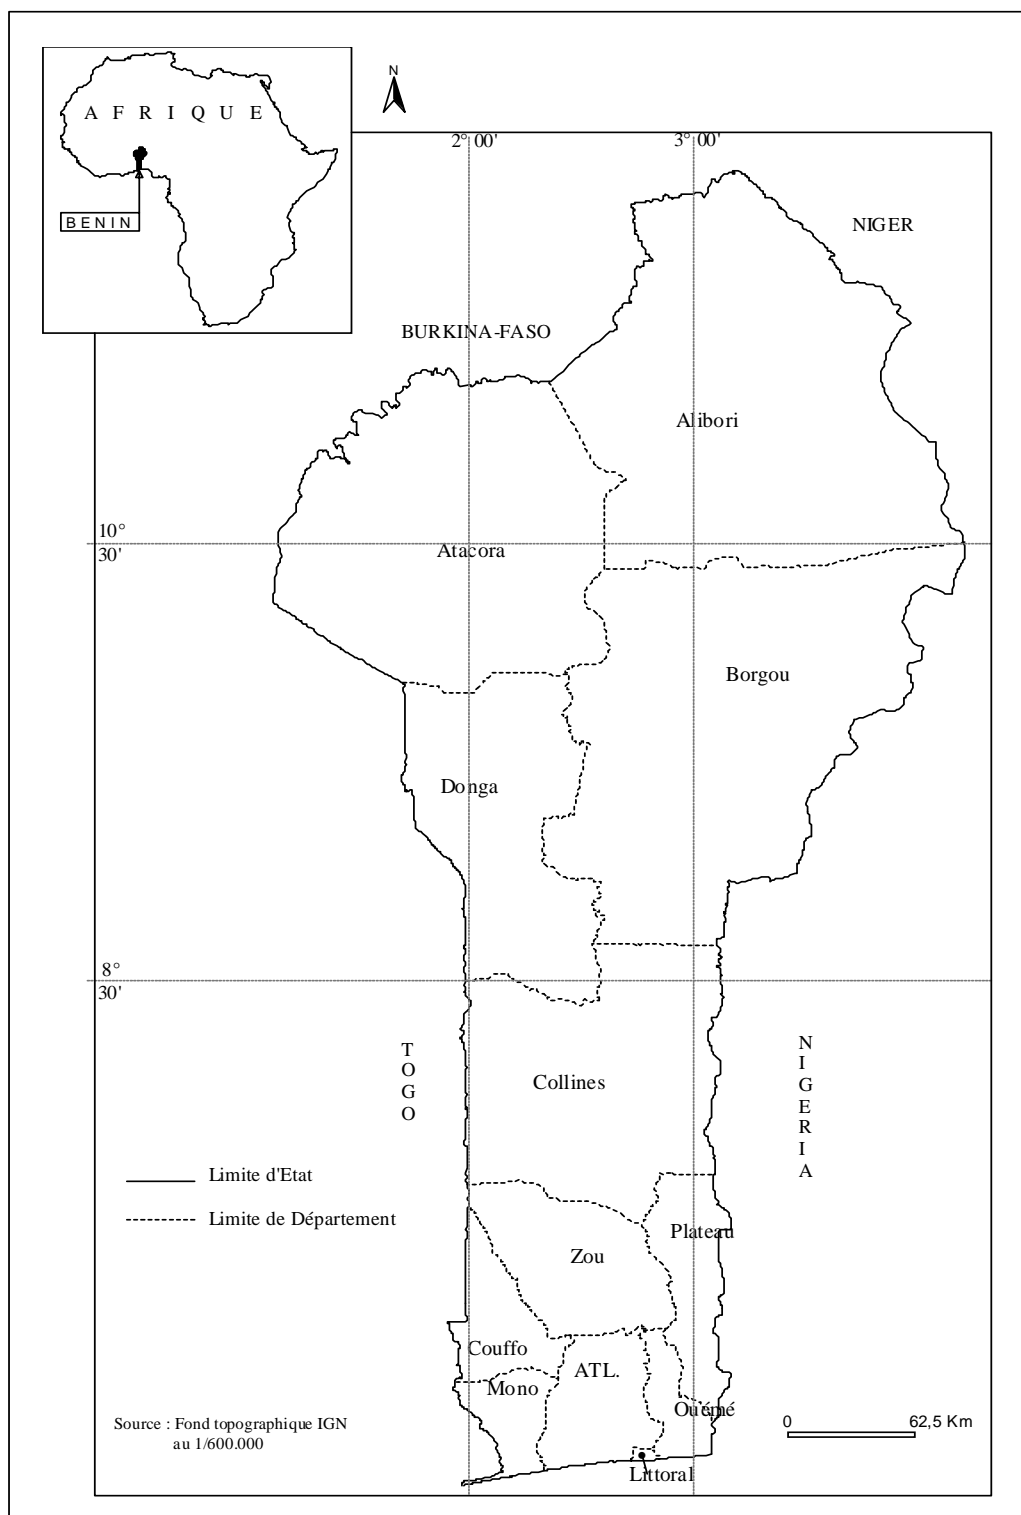 A F R I Q U E
BENIN
N
2° 00'
3° 00'
NIGER
BURKINA-FASO
Alibori
10°
30'
Atacora
Borgou
Donga
8°
30'
TOGO
NIGERIA
Collines
Limite d'Etat
Limite de Département
Plateau
Zou
Couffo
ATL.
Mono
Ouémé
Source : Fond topographique IGN
au 1/600.000
0 62,5 Km
Littoral